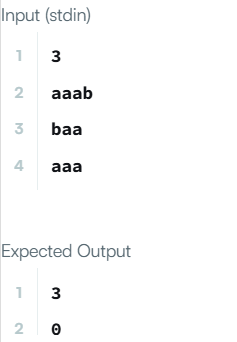 Input (stdin)
1 3
2 aaab
3 baa
4 aaa
Expected Output
1 3
2 0